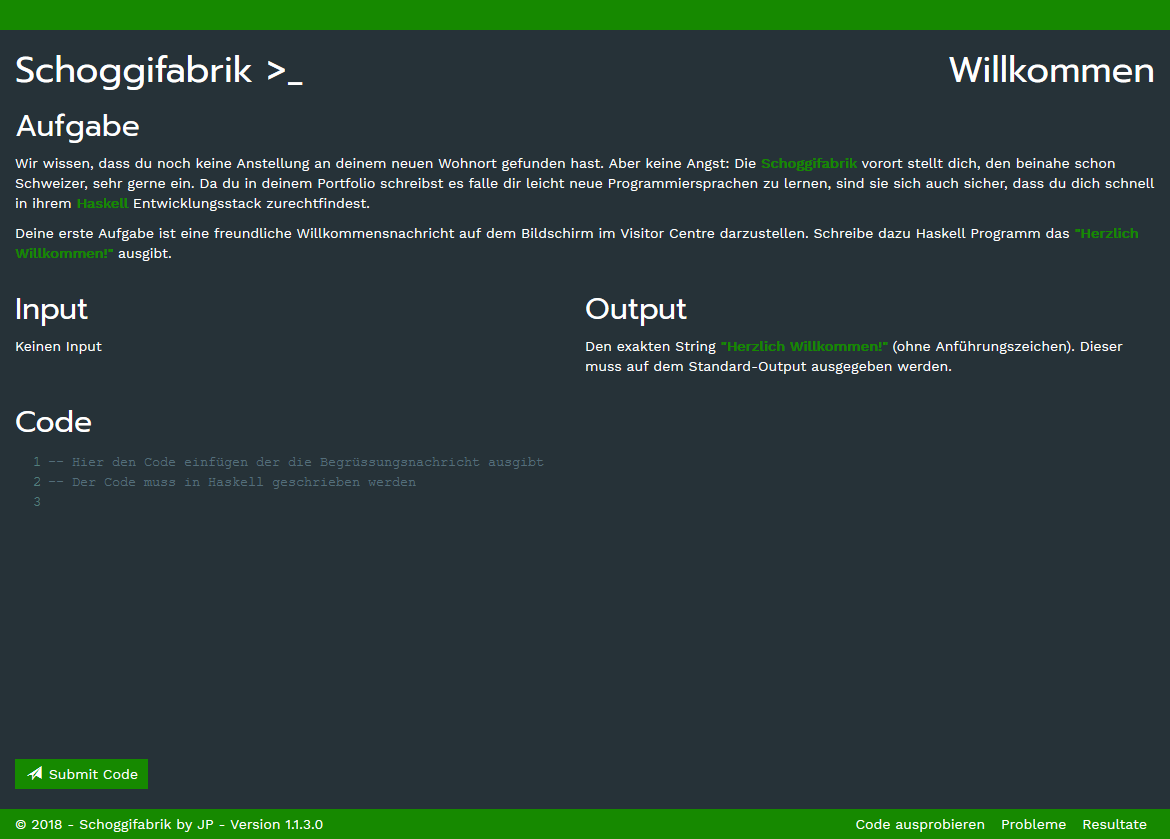 Schoggifabrik >_
Willkommen
Aufgabe
Wir wissen, dass du noch keine Anstellung an deinem neuen Wohnort gefunden hast. Aber keine Angst: Die Schoggifabrik vorort stellt dich, den beinahe schon
Schweizer, sehr gerne ein. Da du in deinem Portfolio schreibst es falle dir leicht neue Programmiersprachen zu lernen, sind sie sich auch sicher, dass du dich schnell
in ihrem Haskell Entwicklungsstack zurechtfindest.
Deine erste Aufgabe ist eine freundliche Willkommensnachricht auf dem Bildschirm im Visitor Centre darzustellen. Schreibe dazu Haskell Programm das "Herzlich
Willkommen!" ausgibt.
Input
Keinen Input
Output
Den exakten String "Herzlich Willkommen!" (ohne Anführungszeichen). Dieser
muss auf dem Standard-Output ausgegeben werden.
Code
1 -- Hier den Code einfügen der die Begrüssungsnachricht ausgibt
2 -- Der Code muss in Haskell geschrieben werden
3
Submit Code
© 2018 - Schoggifabrik by JP - Version 1.1.3.0
Code ausprobieren Probleme Resultate